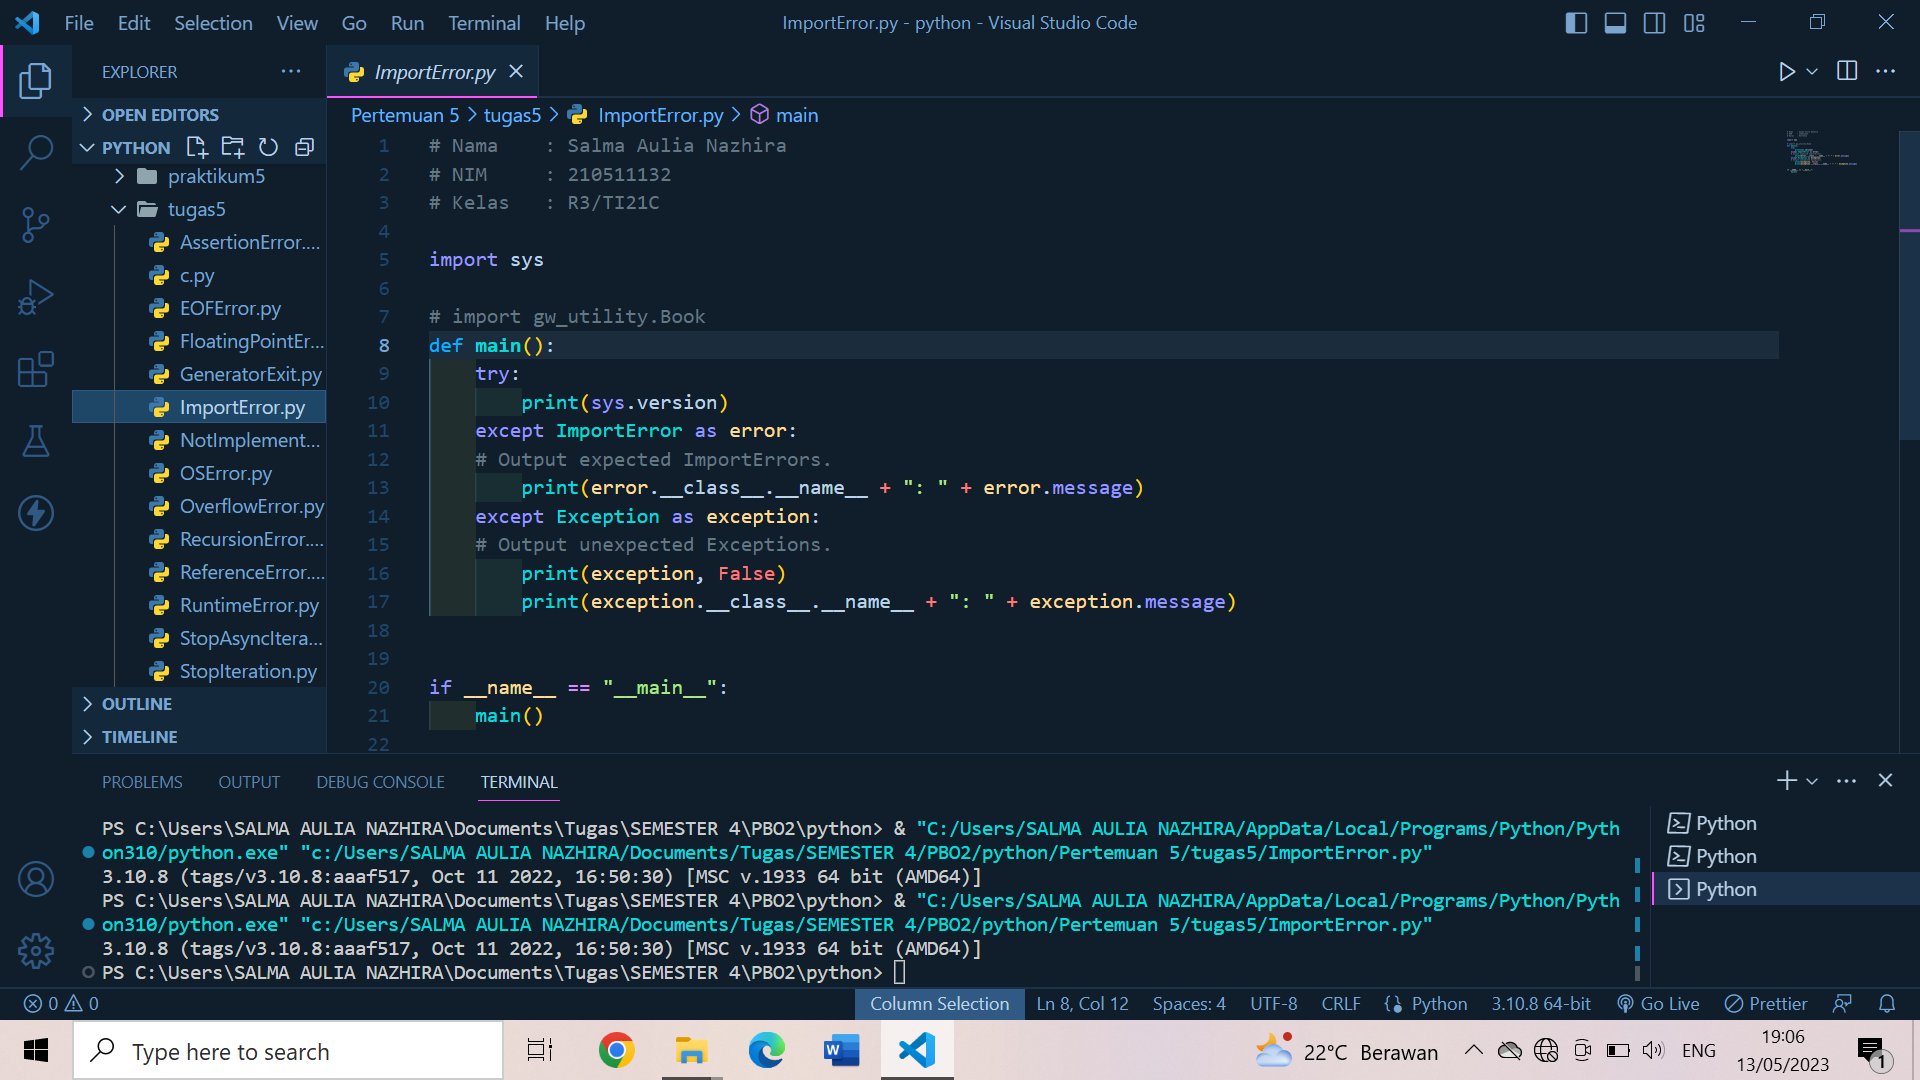 File Edit Selection View Go Run Terminal Help
ImportError.py - python - Visual Studio Code
EXPLORER
OPEN EDITORS
PYTHON
praktikum5
tugas5
AssertionError....
c.py
EOFError.py
FloatingPointEr...
GeneratorExit.py
ImportError.py
NotImplement...
OSError.py
OverflowError.py
RecursionError....
ReferenceError....
RuntimeError.py
StopAsyncItera...
StopIteration.py
OUTLINE
TIMELINE
ImportError.py
Pertemuan 5 > tugas5 > ImportError.py > main
1 # Nama    : Salma Aulia Nazhira
2 # NIM     : 210511132
3 # Kelas   : R3/TI21C
4
5 import sys
6
7 # import gw_utility.Book
8 def main():
9     try:
10         print(sys.version)
11     except ImportError as error:
12     # Output expected ImportErrors.
13         print(error.__class__.__name__ + ": " + error.message)
14     except Exception as exception:
15     # Output unexpected Exceptions.
16         print(exception, False)
17         print(exception.__class__.__name__ + ": " + exception.message)
18
19
20 if __name__ == "__main__":
21     main()
22
PROBLEMS OUTPUT DEBUG CONSOLE TERMINAL
PS C:\Users\SALMA AULIA NAZHIRA\Documents\Tugas\SEMESTER 4\PBO2\python> & "C:/Users/SALMA AULIA NAZHIRA/AppData/Local/Programs/Python/Pyth
on310/python.exe" "c:/Users/SALMA AULIA NAZHIRA/Documents/Tugas/SEMESTER 4/PBO2/python/Pertemuan 5/tugas5/ImportError.py"
3.10.8 (tags/v3.10.8:aaaf517, Oct 11 2022, 16:50:30) [MSC v.1933 64 bit (AMD64)]
PS C:\Users\SALMA AULIA NAZHIRA\Documents\Tugas\SEMESTER 4\PBO2\python> & "C:/Users/SALMA AULIA NAZHIRA/AppData/Local/Programs/Python/Pyth
on310/python.exe" "c:/Users/SALMA AULIA NAZHIRA/Documents/Tugas/SEMESTER 4/PBO2/python/Pertemuan 5/tugas5/ImportError.py"
3.10.8 (tags/v3.10.8:aaaf517, Oct 11 2022, 16:50:30) [MSC v.1933 64 bit (AMD64)]
PS C:\Users\SALMA AULIA NAZHIRA\Documents\Tugas\SEMESTER 4\PBO2\python>
Python
Python
Python
0 0 Column Selection Ln 8, Col 12 Spaces: 4 UTF-8 CRLF Python 3.10.8 64-bit Go Live Prettier
Type here to search
22°C Berawan
ENG
19:06
13/05/2023
1